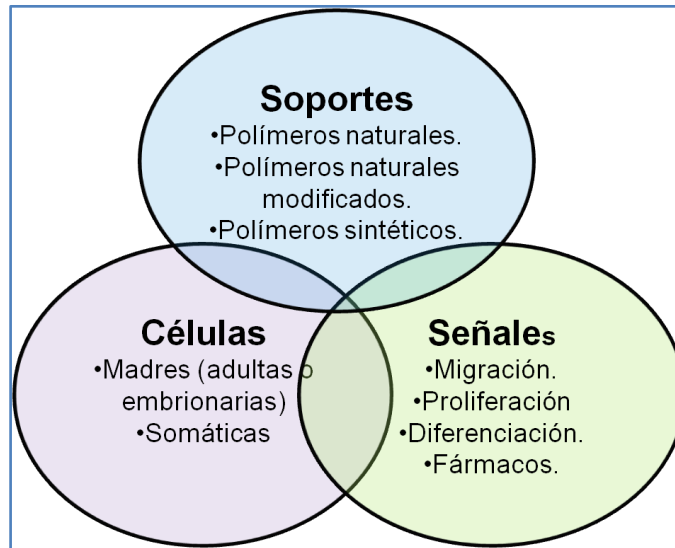 Soportes
•Polímeros naturales.
•Polímeros naturales
modificados.
•Polímeros sintéticos.
Células
•Madres (adultas o
embrionarias)
•Somáticas
Señales
•Migración.
•Proliferación
•Diferenciación.
•Fármacos.